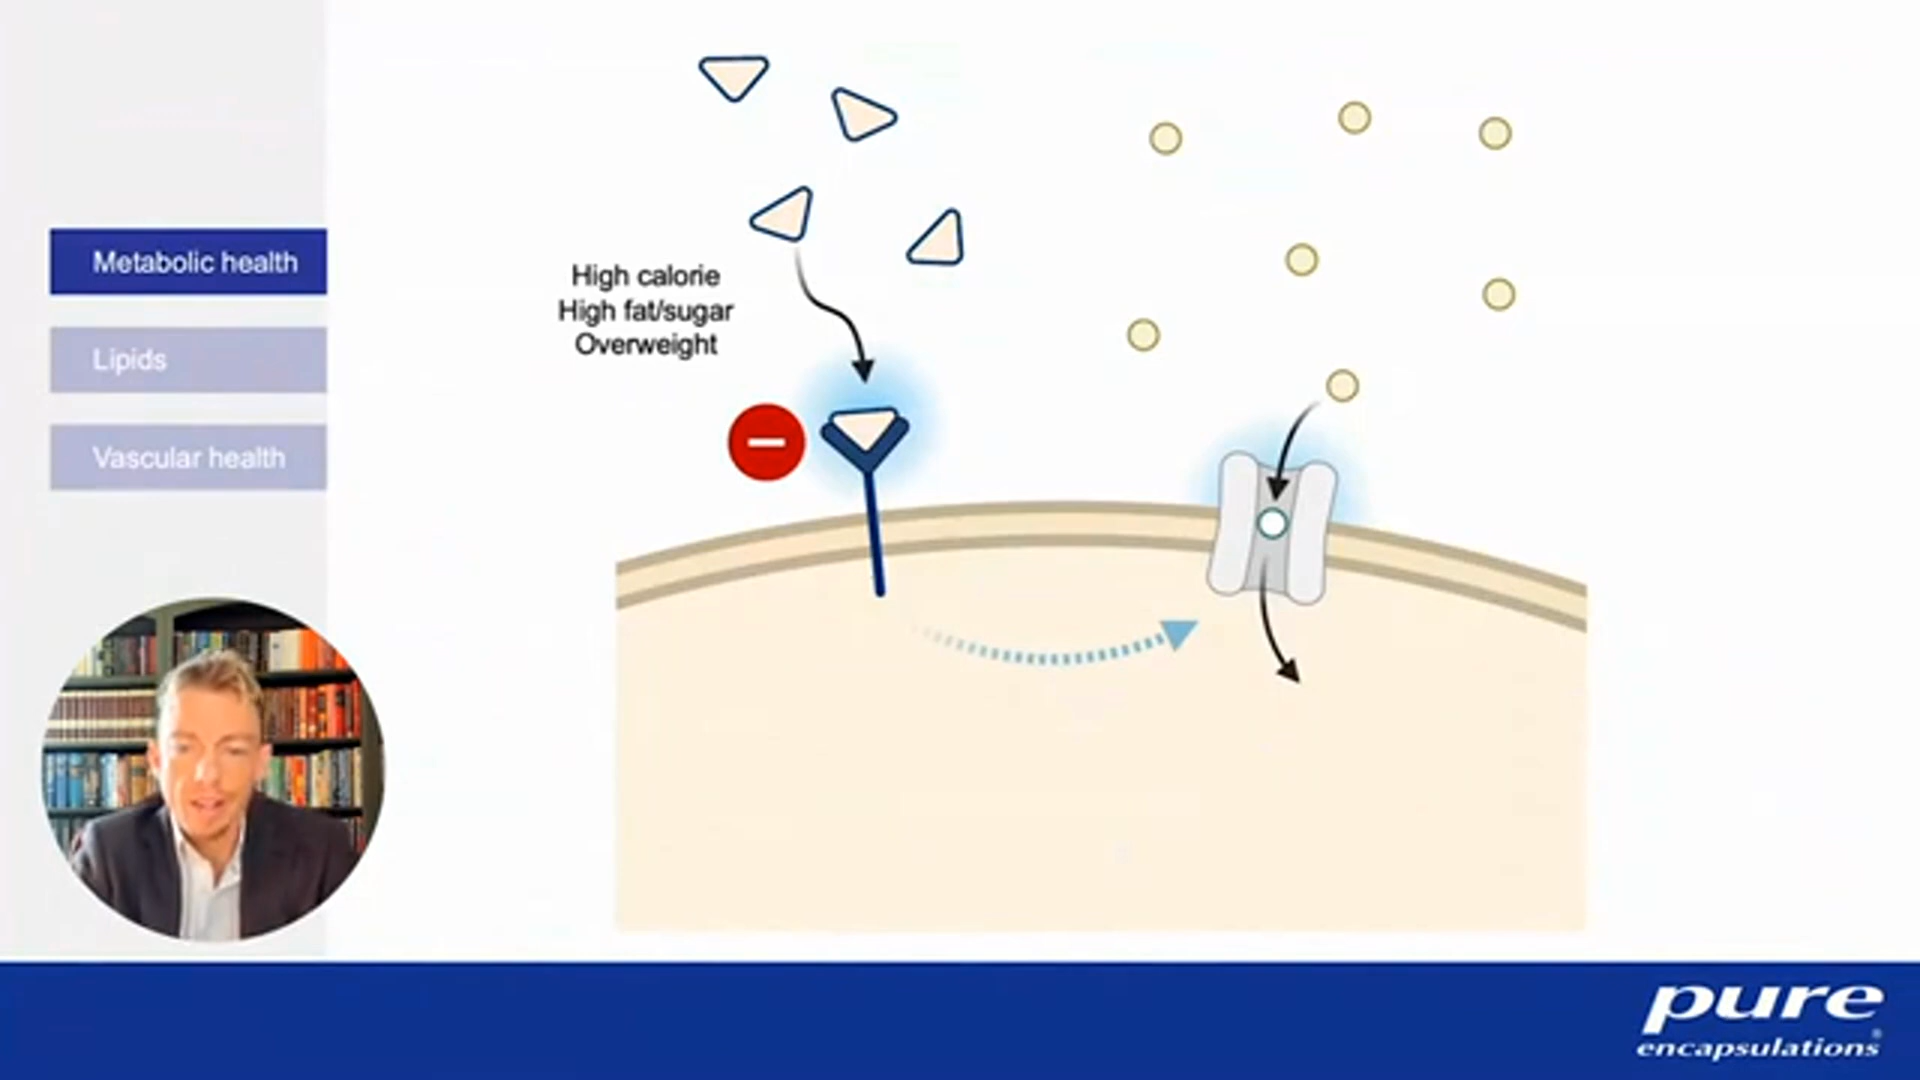 Metabolic health
Lipids
Vascular health
High calorie
High fat/sugar
Overweight
pure
encapsulations®